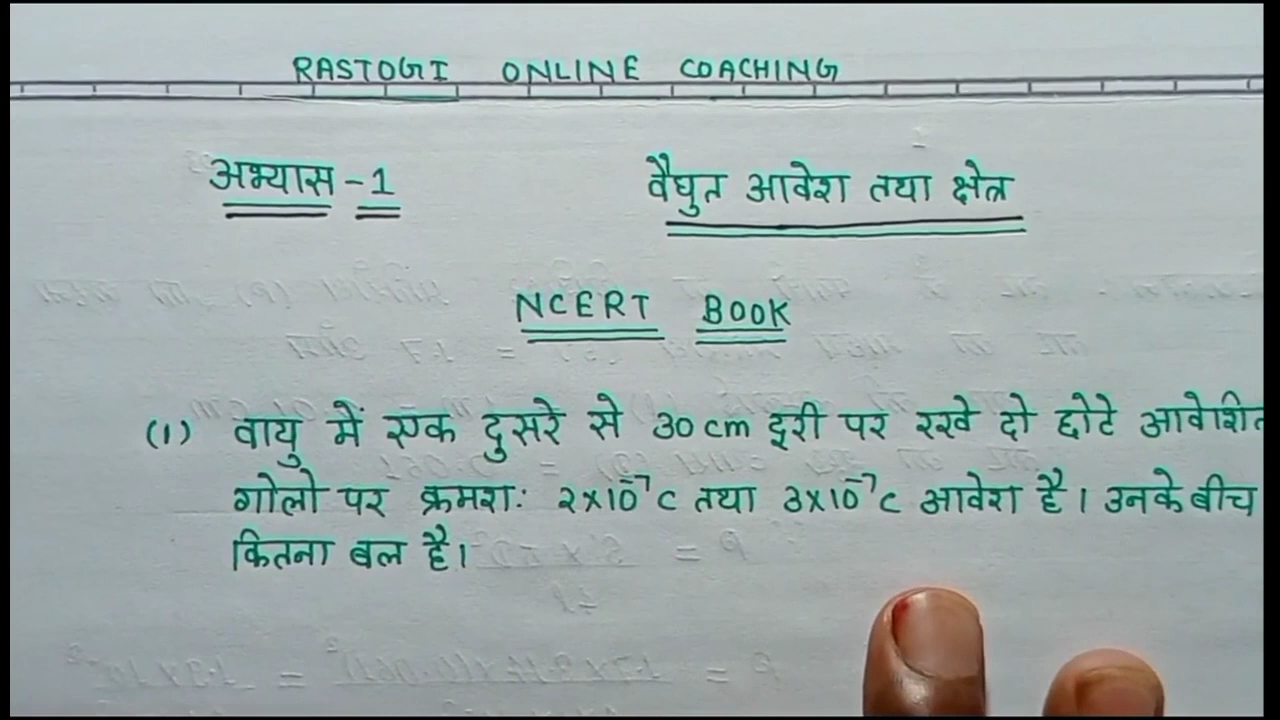 RASTOGI ONLINE COACHING
अभ्यास - 1
वैघुत आवेश तथा क्षेत्र
NCERT BOOK
(1) वायु में एक दुसरे से 30 cm दूरी पर रखे दो छोटे आवेशित
गोलो पर क्रमश: 2×10⁻⁷ C तथा 3×10⁻⁷ C आवेश है। उनके बीच
कितना बल है।